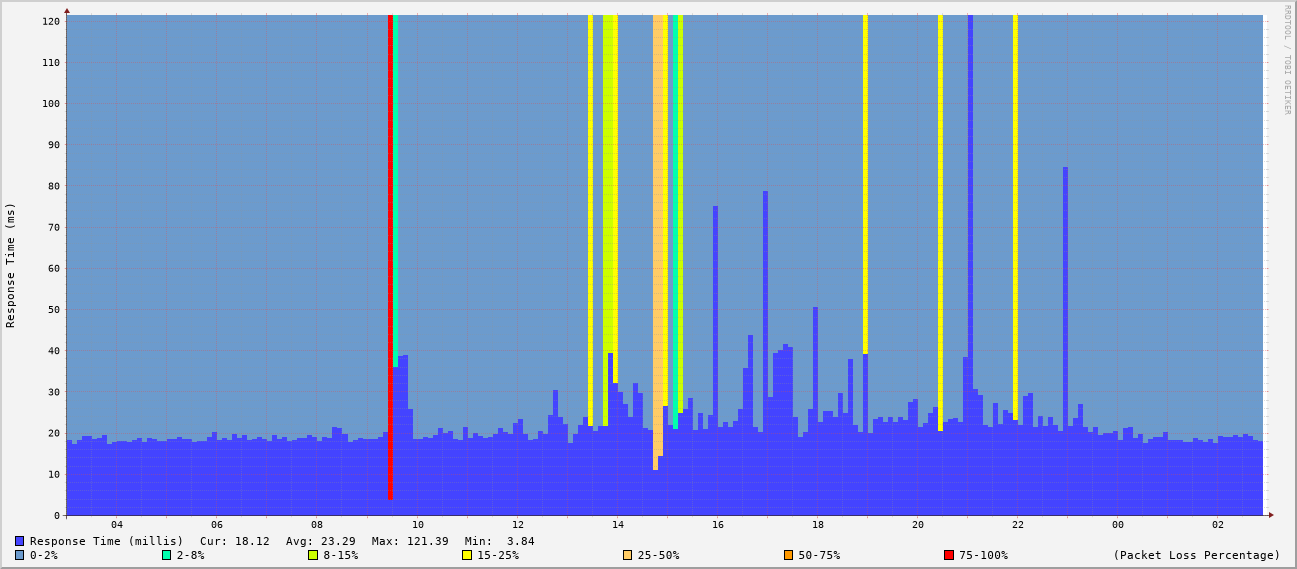 RRDTOOL / TOBI OETIKER
Response Time (ms)
120
110
100
90
80
70
60
50
40
30
20
10
0
04 06 08 10 12 14 16 18 20 22 00 02
Response Time (millis) Cur: 18.12 Avg: 23.29 Max: 121.39 Min: 3.84
0-2% 2-8% 8-15% 15-25% 25-50% 50-75% 75-100% (Packet Loss Percentage)